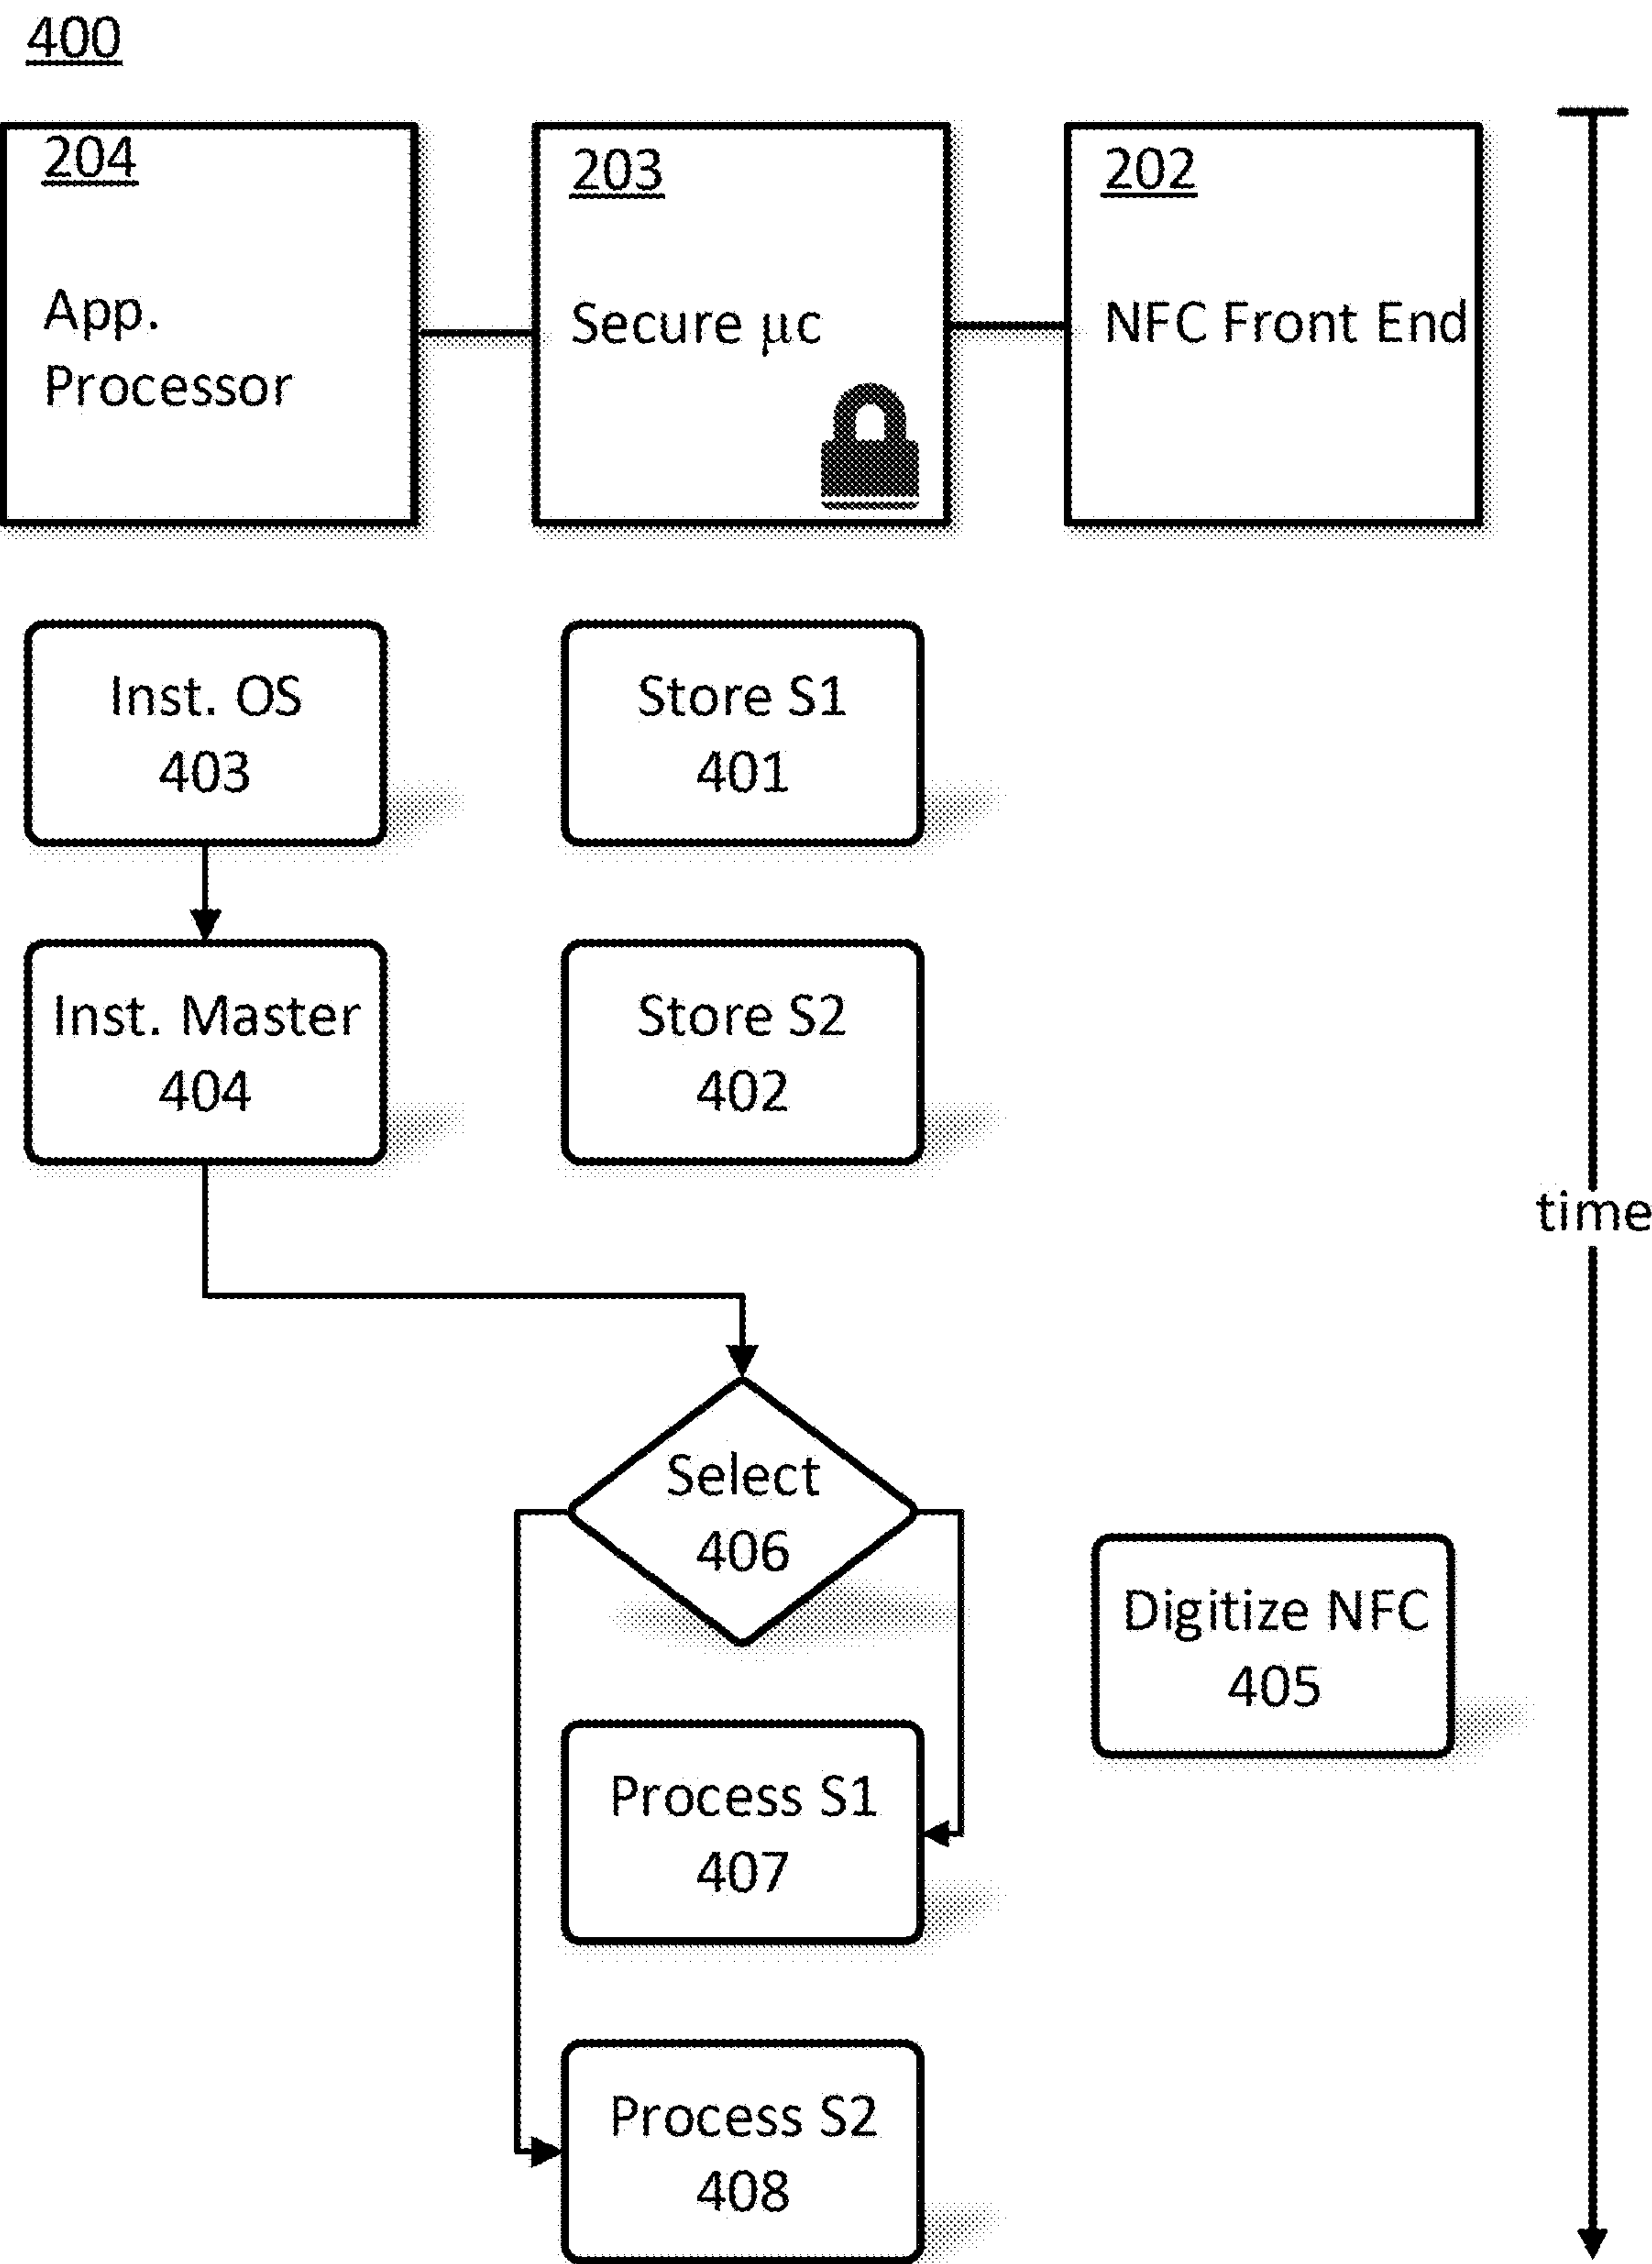 400
204
App.
Processor
203
Secure μc
202
NFC Front End
Inst. OS
403
Store S1
401
Inst. Master
404
Store S2
402
time
Select
406
Digitize NFC
405
Process S1
407
Process S2
408